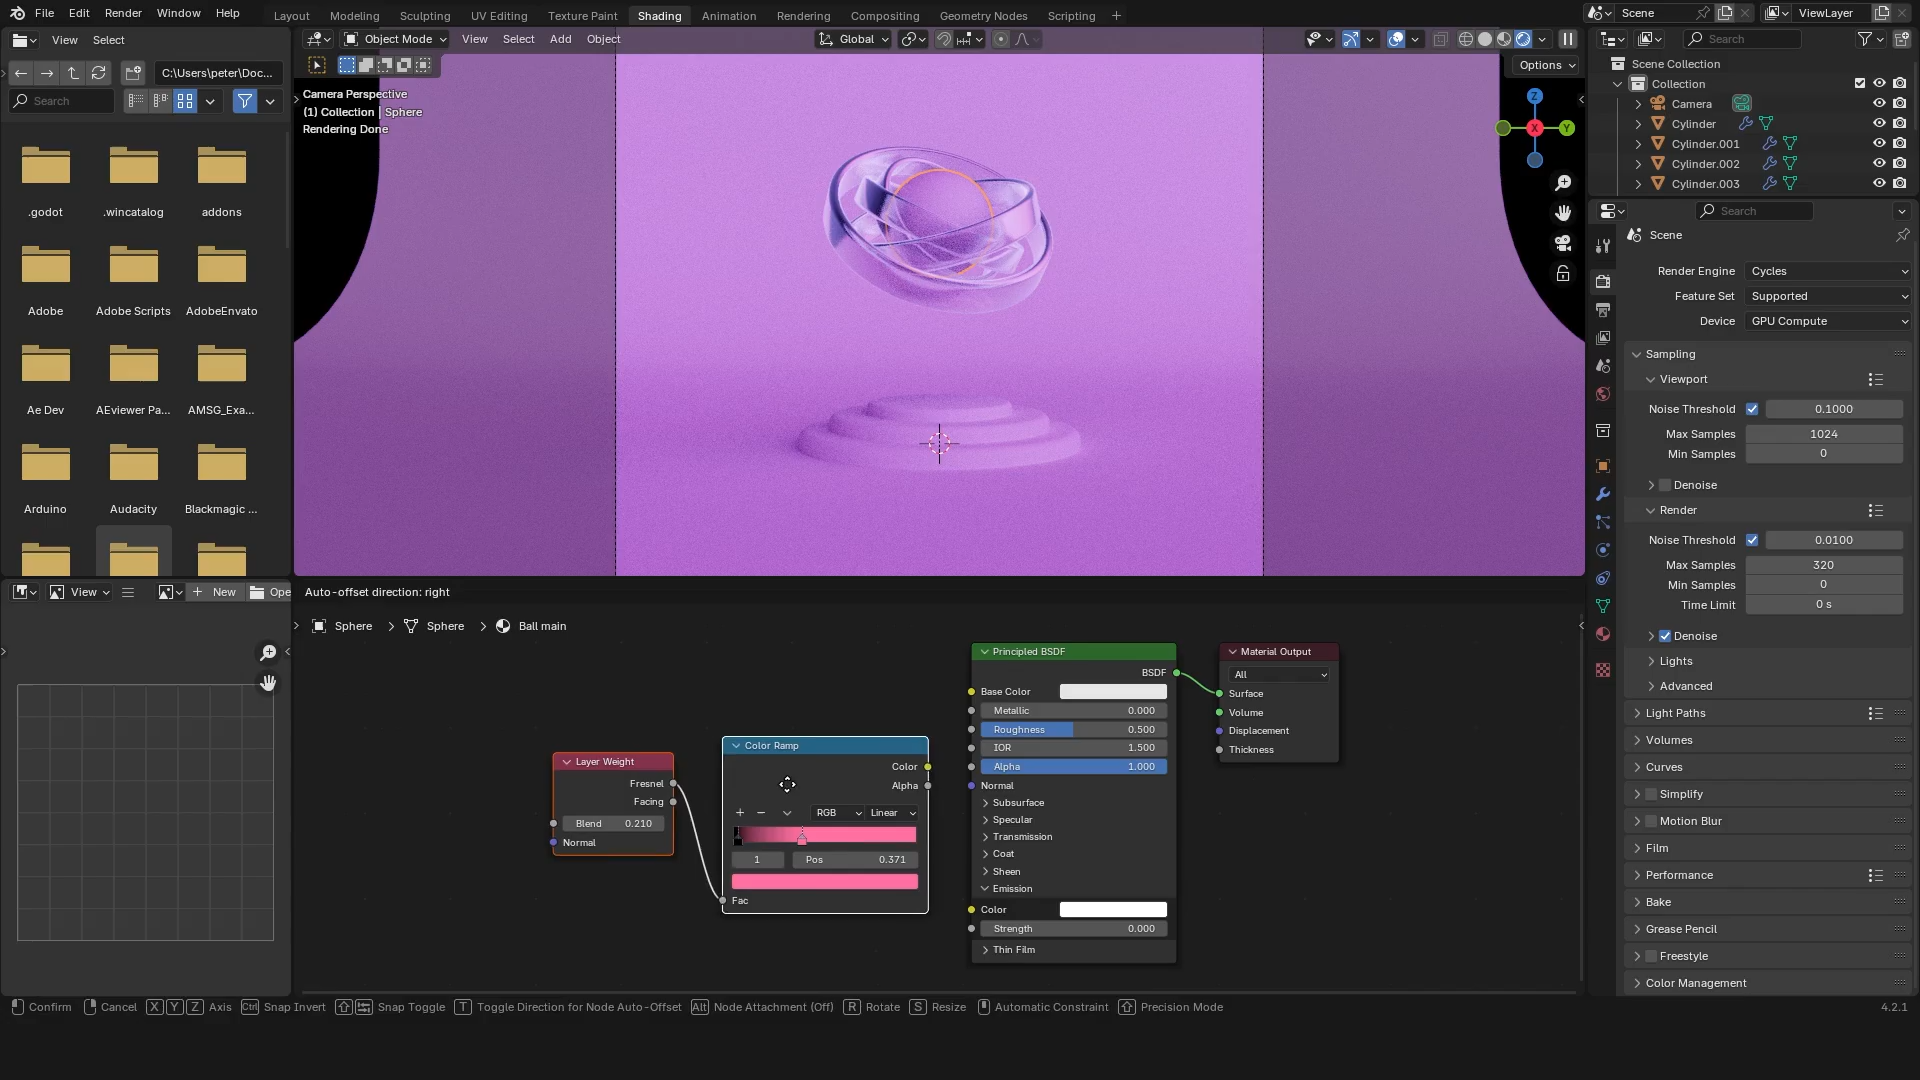 File Edit Render Window Help
Layout Modeling Sculpting UV Editing Texture Paint Shading Animation Rendering Compositing Geometry Nodes Scripting +
Scene ViewLayer
View Select
C:\Users\peter\Doc...
Search
.godot .wincatalog addons
Adobe Adobe Scripts AdobeEnvato
Ae Dev AEviewer Pa... AMSG_Exa...
Arduino Audacity Blackmagic ...
View New Ope
Object Mode View Select Add Object Global
Options
Camera Perspective
(1) Collection | Sphere
Rendering Done
Z
X
Y
Auto-offset direction: right
Sphere > Sphere > Ball main
Layer Weight
Fresnel
Facing
Blend 0.210
Normal
Color Ramp
Color
Alpha
+ − RGB Linear
1 Pos 0.371
Fac
Principled BSDF
BSDF
Base Color
Metallic 0.000
Roughness 0.500
IOR 1.500
Alpha 1.000
Normal
Subsurface
Specular
Transmission
Coat
Sheen
Emission
Color
Strength 0.000
Thin Film
Material Output
All
Surface
Volume
Displacement
Thickness
Search
Scene Collection
Collection
Camera
Cylinder
Cylinder.001
Cylinder.002
Cylinder.003
Search
Scene
Render Engine Cycles
Feature Set Supported
Device GPU Compute
Sampling
Viewport
Noise Threshold 0.1000
Max Samples 1024
Min Samples 0
Denoise
Render
Noise Threshold 0.0100
Max Samples 320
Min Samples 0
Time Limit 0 s
Denoise
Lights
Advanced
Light Paths
Volumes
Curves
Simplify
Motion Blur
Film
Performance
Bake
Grease Pencil
Freestyle
Color Management
Confirm Cancel X Y Z Axis Ctrl Snap Invert Snap Toggle T Toggle Direction for Node Auto-Offset Alt Node Attachment (Off) R Rotate S Resize Automatic Constraint Precision Mode 4.2.1